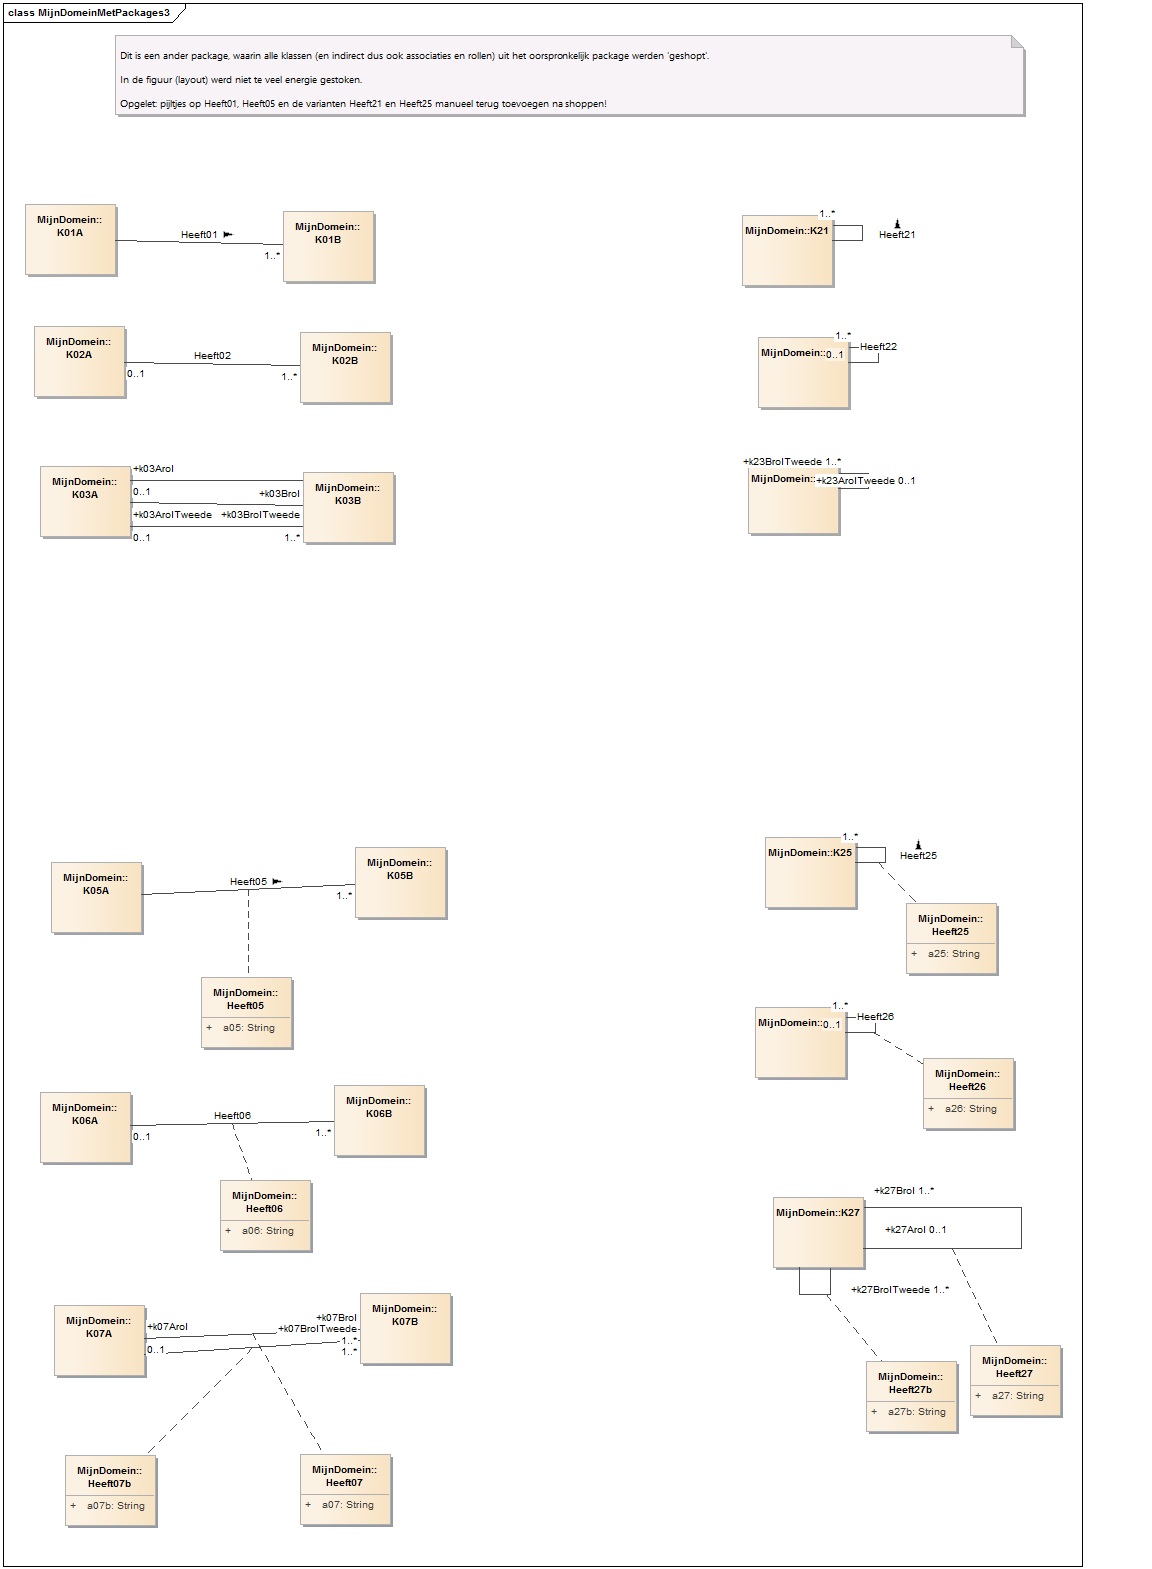 class MijnDomeinMetPackages3
Dit is een ander package, waarin alle klassen (en indirect dus ook associaties en rollen) uit het oorspronkelijk package werden 'geshopt'.
In de figuur (layout) werd niet te veel energie gestoken.
Opgelet: pijltjes op Heeft01, Heeft05 en de varianten Heeft21 en Heeft25 manueel terug toevoegen na shoppen!
MijnDomein::
K01A
Heeft01
1..*
MijnDomein::
K01B
1..*
MijnDomein::K21
Heeft21
MijnDomein::
K02A
0..1
Heeft02
1..*
MijnDomein::
K02B
1..*
MijnDomein::
0..1
Heeft22
MijnDomein::
K03A
+k03Arol
0..1
+k03Brol
+k03ArolTweede
+k03BrolTweede
0..1
1..*
MijnDomein::
K03B
+k23BrolTweede 1..*
MijnDomein::
+k23ArolTweede 0..1
MijnDomein::
K05A
Heeft05
1..*
MijnDomein::
K05B
MijnDomein::
Heeft05
+ a05: String
1..*
MijnDomein::K25
Heeft25
MijnDomein::
Heeft25
+ a25: String
MijnDomein::
K06A
0..1
Heeft06
1..*
MijnDomein::
K06B
MijnDomein::
Heeft06
+ a06: String
1..*
MijnDomein::
0..1
Heeft26
MijnDomein::
Heeft26
+ a26: String
MijnDomein::
K07A
+k07Arol
0..1
+k07Brol
+k07BrolTweede
1..*
1..*
MijnDomein::
K07B
MijnDomein::
Heeft07b
+ a07b: String
MijnDomein::
Heeft07
+ a07: String
+k27Brol 1..*
MijnDomein::K27
+k27Arol 0..1
+k27BrolTweede 1..*
MijnDomein::
Heeft27b
+ a27b: String
MijnDomein::
Heeft27
+ a27: String